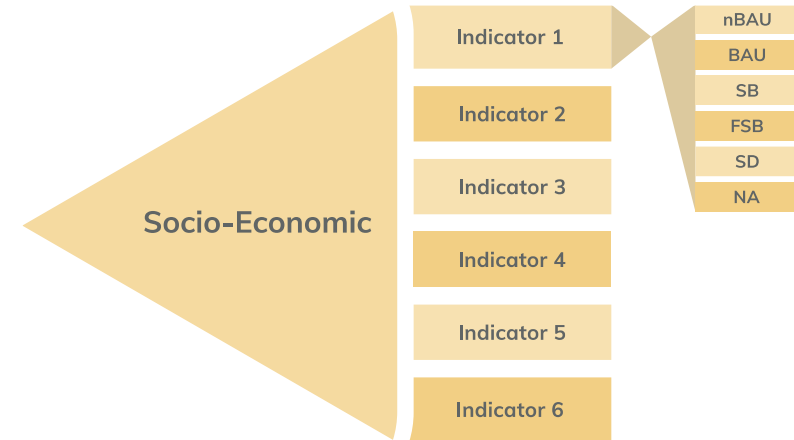 Socio-Economic
Indicator 1
Indicator 2
Indicator 3
Indicator 4
Indicator 5
Indicator 6
nBAU
BAU
SB
FSB
SD
NA